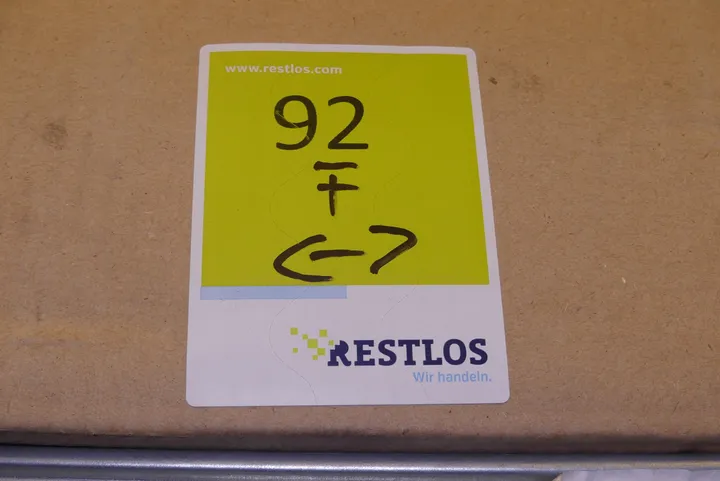 www.restlos.com
92
∓
<->
RESTLOS
Wir handeln.